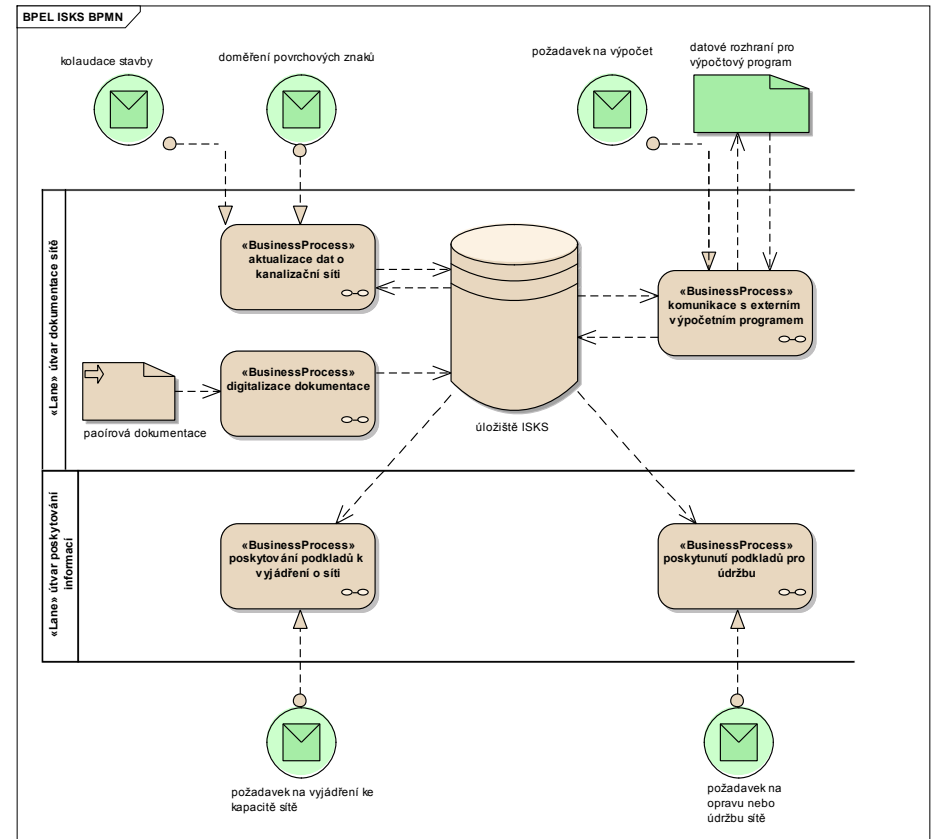 BPEL ISKS BPMN
kolaudace stavby
doměření povrchových znaků
požadavek na výpočet
datové rozhraní pro
výpočtový program
«Lane» útvar dokumentace sítě
«BusinessProcess»
aktualizace dat o
kanalizační síti
«BusinessProcess»
komunikace s externím
výpočetním programem
«BusinessProcess»
digitalizace dokumentace
paoírová dokumentace
úložiště ISKS
«Lane» útvar poskytování
informací
«BusinessProcess»
poskytování podkladů k
vyjádření o síti
«BusinessProcess»
poskytunutí podkladů pro
údržbu
požadavek na vyjádření ke
kapacitě sítě
požadavek na
opravu nebo
údržbu sítě